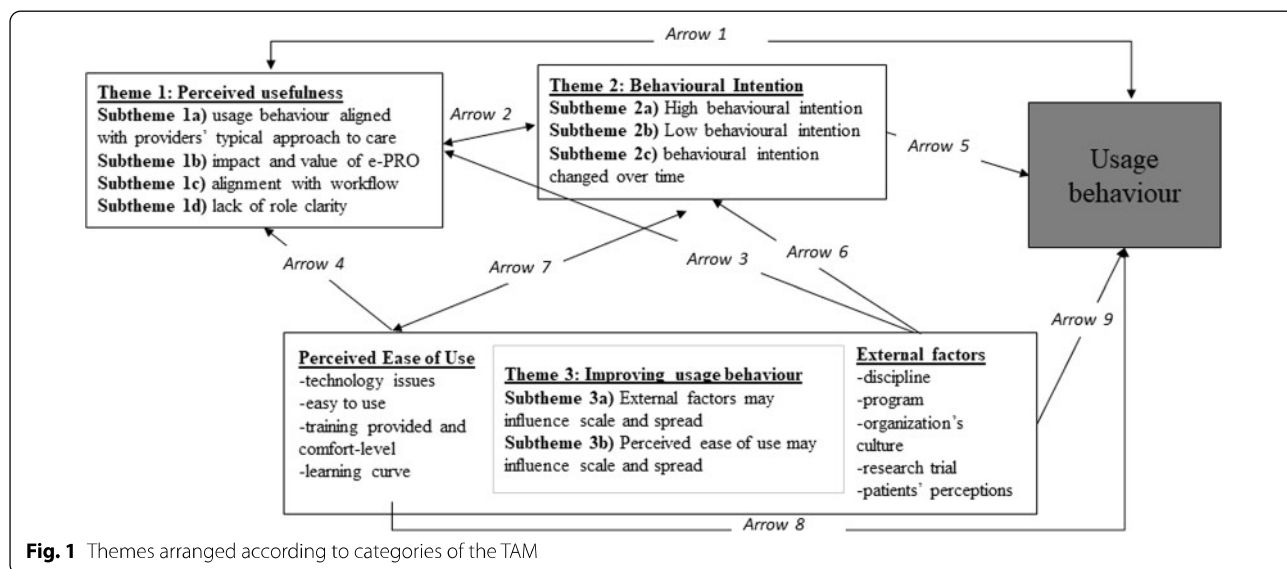 Arrow 1
Theme 1: Perceived usefulness
Subtheme 1a) usage behaviour aligned
with providers' typical approach to care
Subtheme 1b) impact and value of e-PRO
Subtheme 1c) alignment with workflow
Subtheme 1d) lack of role clarity
Arrow 2
Theme 2: Behavioural Intention
Subtheme 2a) High behavioural intention
Subtheme 2b) Low behavioural intention
Subtheme 2c) behavioural intention
changed over time
Arrow 5
Usage
behaviour
Arrow 4
Arrow 7
Arrow 3
Arrow 6
Arrow 9
Perceived Ease of Use
-technology issues
-easy to use
-training provided and
comfort-level
-learning curve
Theme 3: Improving usage behaviour
Subtheme 3a) External factors may
influence scale and spread
Subtheme 3b) Perceived ease of use may
influence scale and spread
External factors
-discipline
-program
-organization's
culture
-research trial
-patients' perceptions
Arrow 8
Fig. 1 Themes arranged according to categories of the TAM